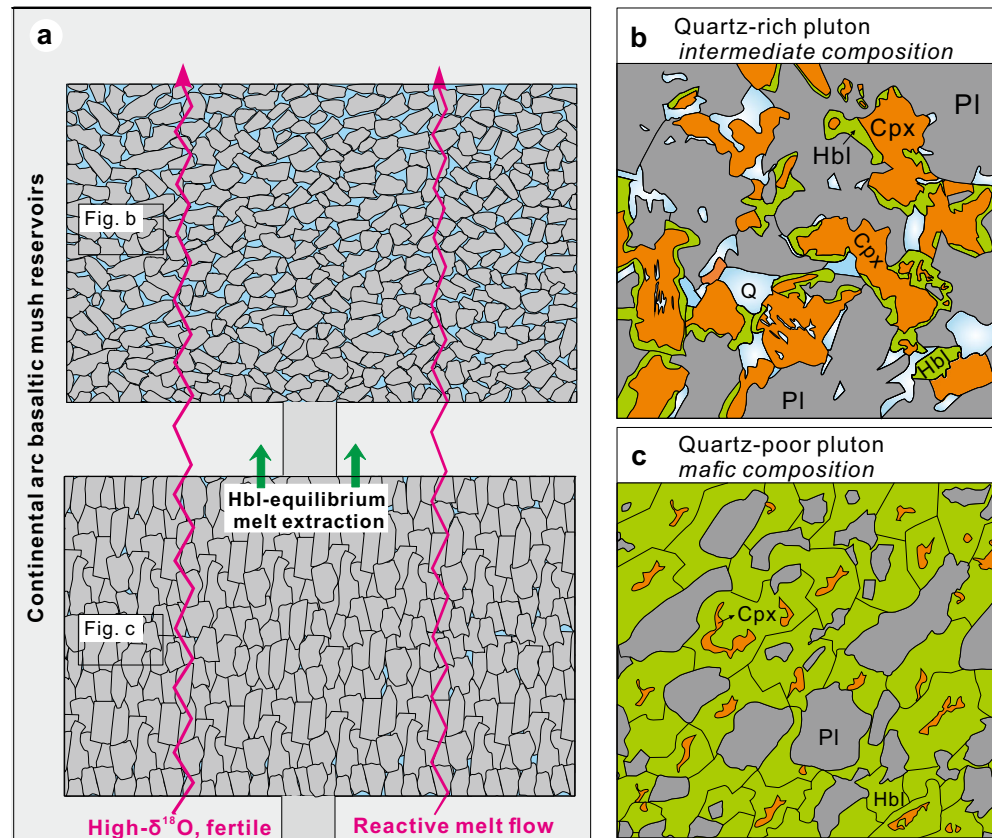 a
Continental arc basaltic mush reservoirs
Fig. b
Hbl-equilibrium
melt extraction
Fig. c
High-δ¹⁸O, fertile
Reactive melt flow
b
Quartz-rich pluton
intermediate composition
Pl
Cpx
Hbl
Cpx
Q
Hbl
Pl
c
Quartz-poor pluton
mafic composition
Cpx
Pl
Hbl